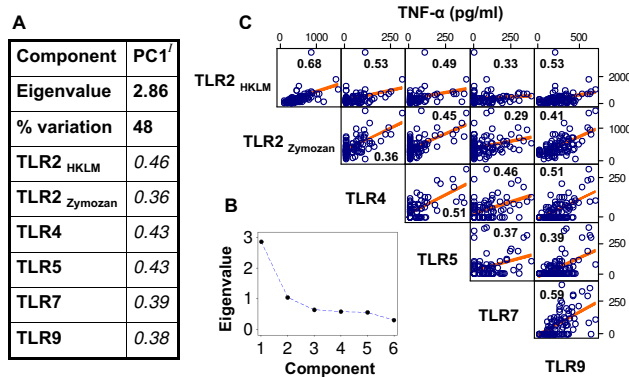 A
Component PC1 I
Eigenvalue 2.86
% variation 48
TLR2 HKLM 0.46
TLR2 Zymozan 0.36
TLR4 0.43
TLR5 0.43
TLR7 0.39
TLR9 0.38
B
Eigenvalue
3
2
1
0
1 2 3 4 5 6
Component
C
TNF-α (pg/ml)
0 1000 0 250 0 500
0 250 0 250
TLR2 HKLM 0.68 0.53 0.49 0.33 0.53
2000
1000
0
TLR2 Zymozan 0.36 0.45 0.29 0.41
1000
0
TLR4 0.51 0.46 0.51
250
0
TLR5 0.37 0.39
250
0
TLR7 0.59
250
0
TLR9